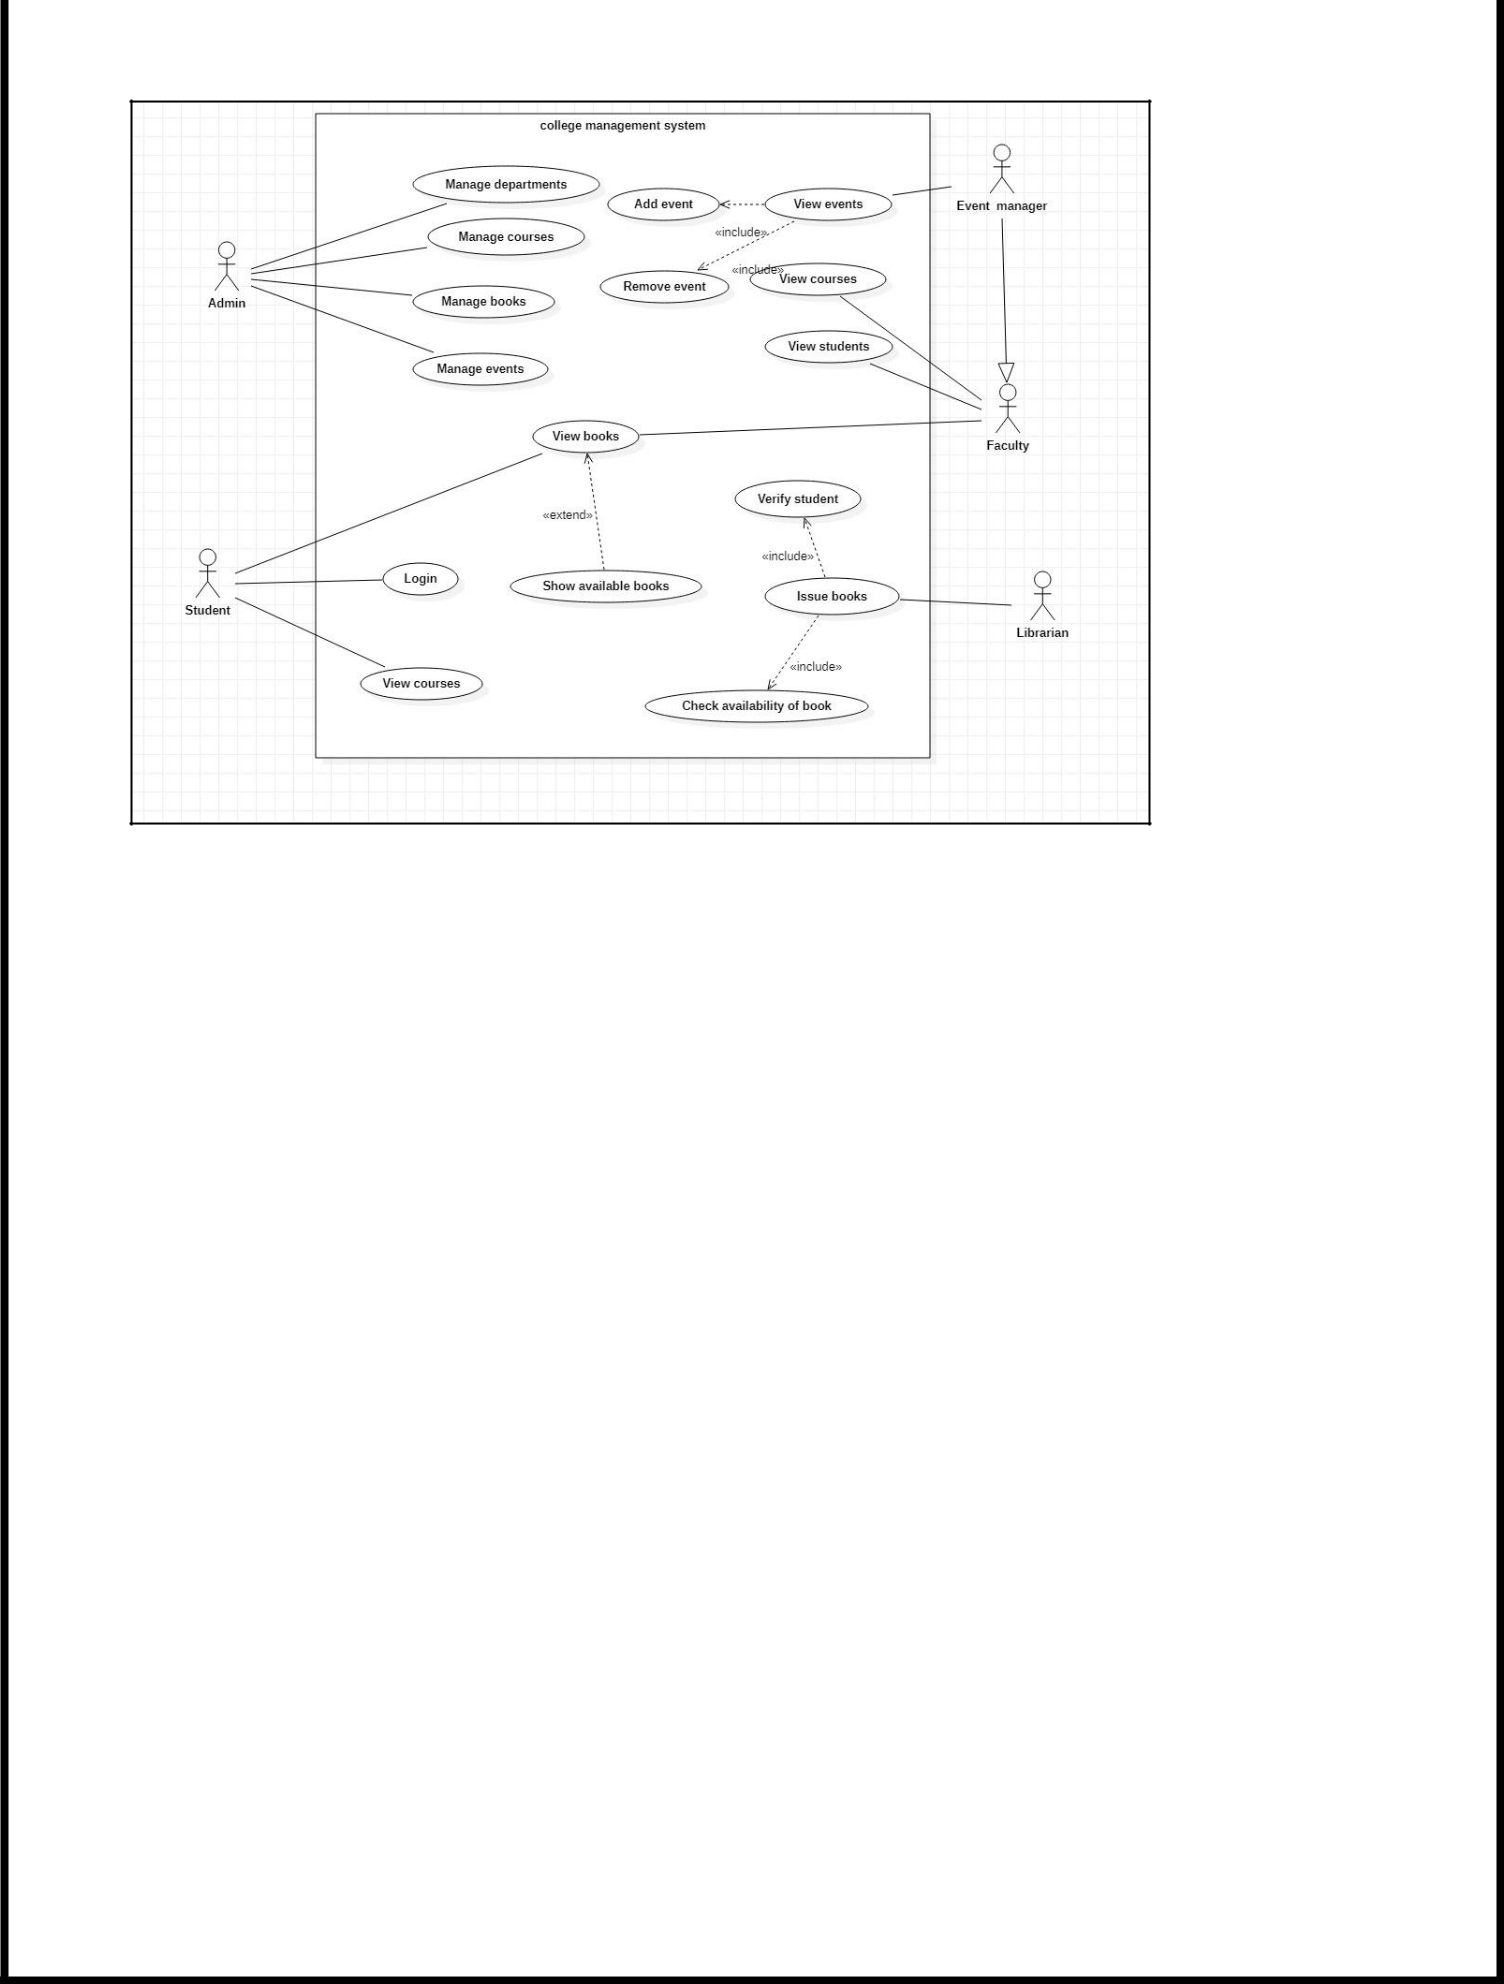 college management system
Manage departments
Add event
View events
Event  manager
«include»
Manage courses
«include»
View courses
Remove event
Admin
Manage books
View students
Manage events
View books
Faculty
Verify student
«extend»
«include»
Login
Show available books
Issue books
Student
Librarian
«include»
View courses
Check availability of book